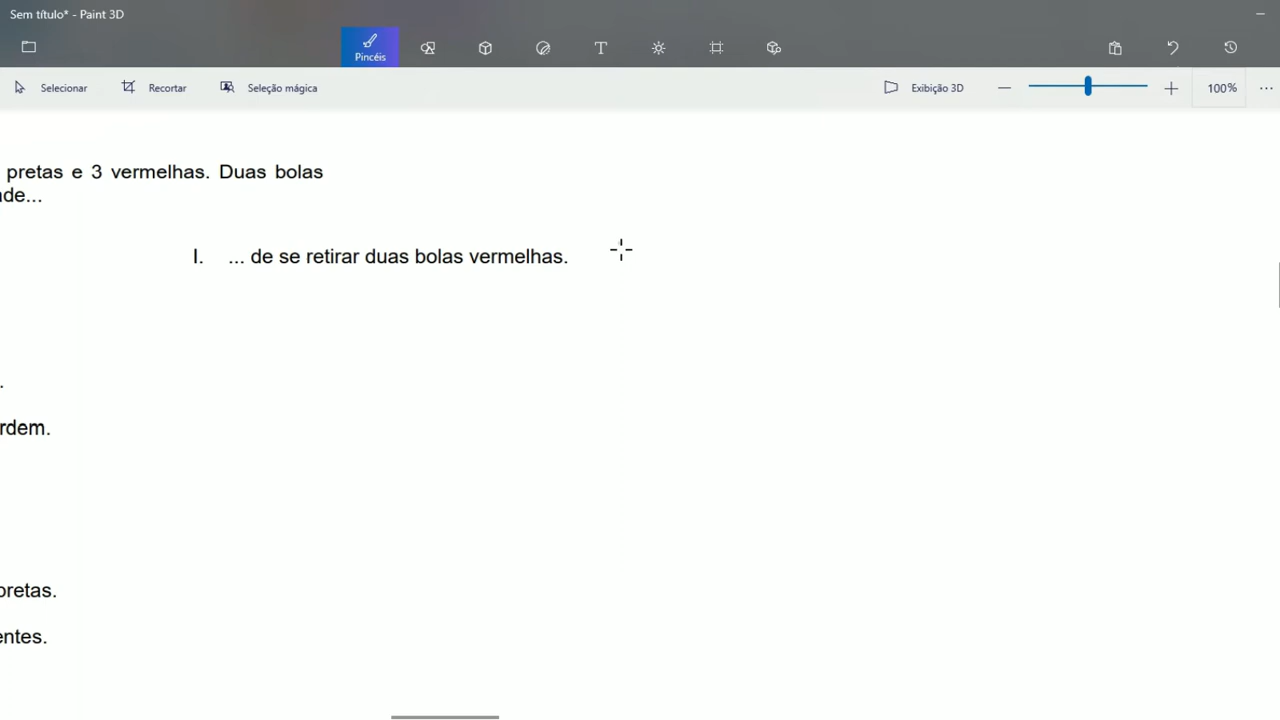 Sem título* - Paint 3D
Pincéis
Selecionar Recortar Seleção mágica Exibição 3D 100%
pretas e 3 vermelhas. Duas bolas
de...
I. ... de se retirar duas bolas vermelhas.
.
rdem.
pretas.
entes.